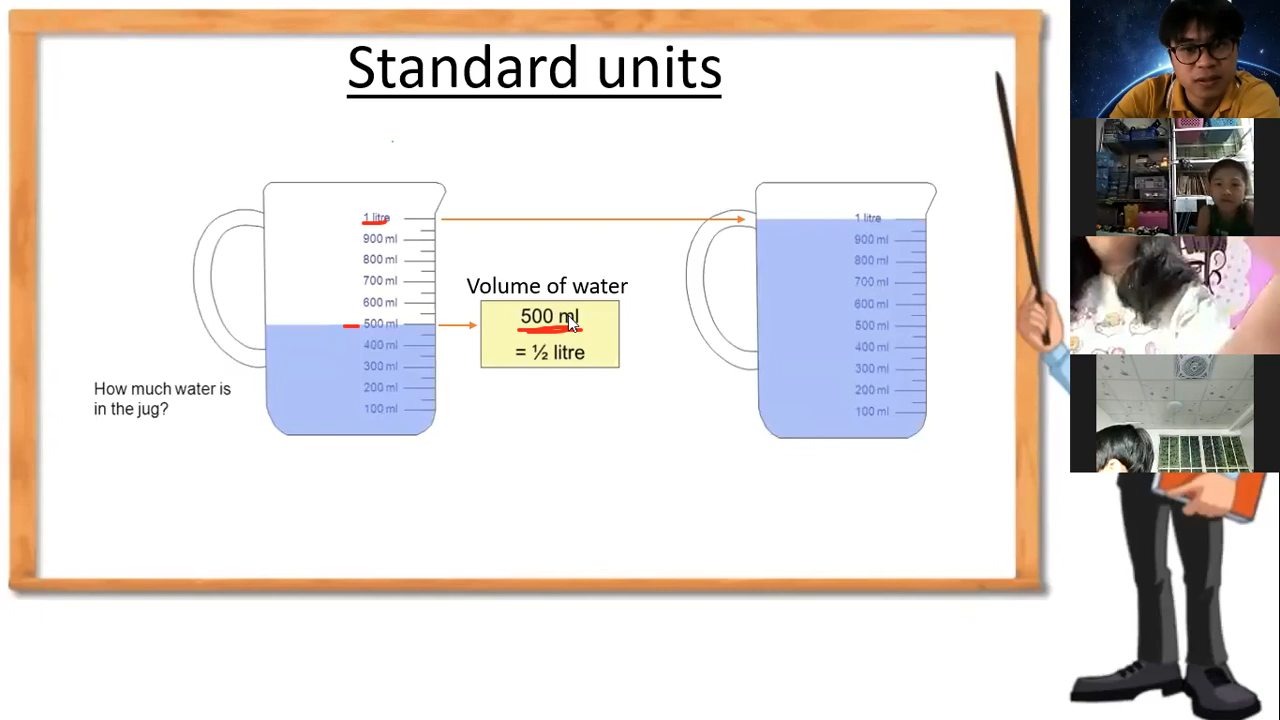 Standard units
1 litre
900 ml
800 ml
700 ml
600 ml
500 ml
400 ml
300 ml
200 ml
100 ml
How much water is
in the jug?
Volume of water
500 ml
= ½ litre
1 litre
900 ml
800 ml
700 ml
600 ml
500 ml
400 ml
300 ml
200 ml
100 ml